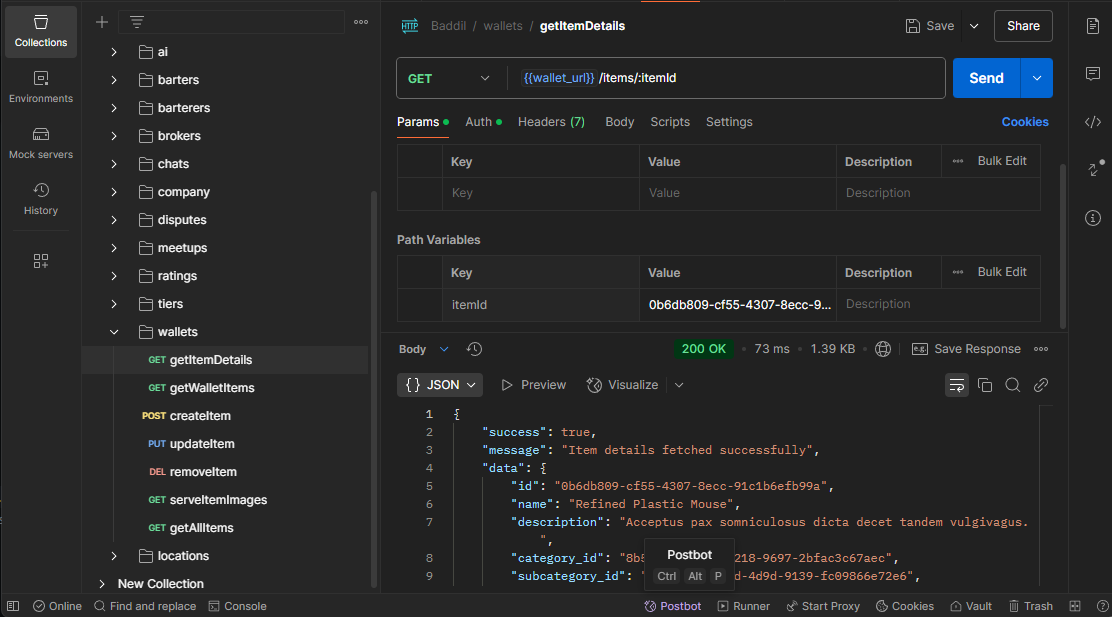 Collections
Environments
Mock servers
History
ai
barters
barterers
brokers
chats
company
disputes
meetups
ratings
tiers
wallets
GET getItemDetails
GET getWalletItems
POST createItem
PUT updateItem
DEL removeItem
GET serveItemImages
GET getAllItems
locations
New Collection
HTTP Baddil / wallets / getItemDetails
Save
Share
GET {{wallet_url}} /items/:itemId
Send
Params Auth Headers (7) Body Scripts Settings Cookies
Key Value Description Bulk Edit
Key Value Description
Path Variables
Key Value Description Bulk Edit
itemId 0b6db809-cf55-4307-8ecc-9... Description
Body 200 OK • 73 ms • 1.39 KB • e.g. Save Response
{} JSON Preview Visualize
1 {
2 "success": true,
3 "message": "Item details fetched successfully",
4 "data": {
5 "id": "0b6db809-cf55-4307-8ecc-91c1b6efb99a",
6 "name": "Refined Plastic Mouse",
7 "description": "Acceptus pax somniculosus dicta decet tandem vulgivagus.
",
8 "category_id": 218-9697-2bfac3c67aec",
9 "subcategory_id": -4d9d-9139-fc09866e72e6",
Postbot
Ctrl Alt P
Online Find and replace Console Postbot Runner Start Proxy Cookies Vault Trash